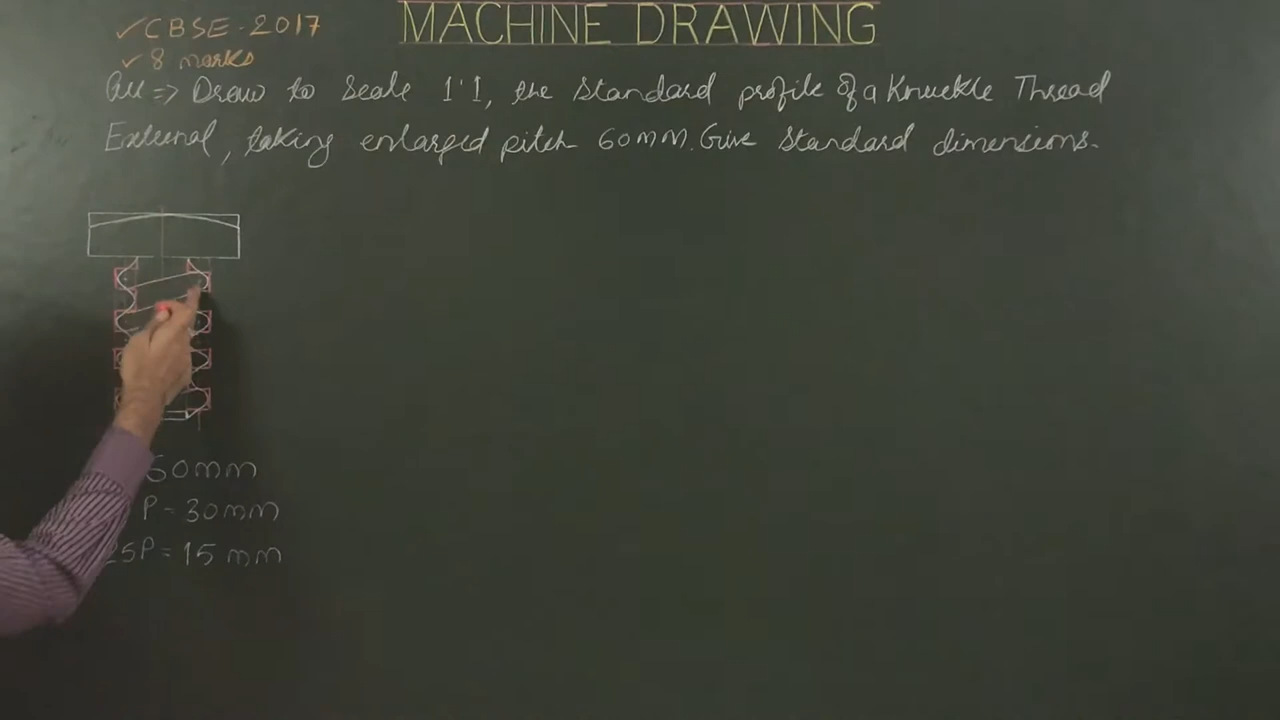 MACHINE DRAWING
✓ CBSE-2017
✓ 8 marks
Qu => Draw to Scale 1:1, the Standard profile of a Knuckle Thread
External, taking enlarged pitch 60mm. Give Standard dimensions.
60mm
P = 30mm
25P = 15mm